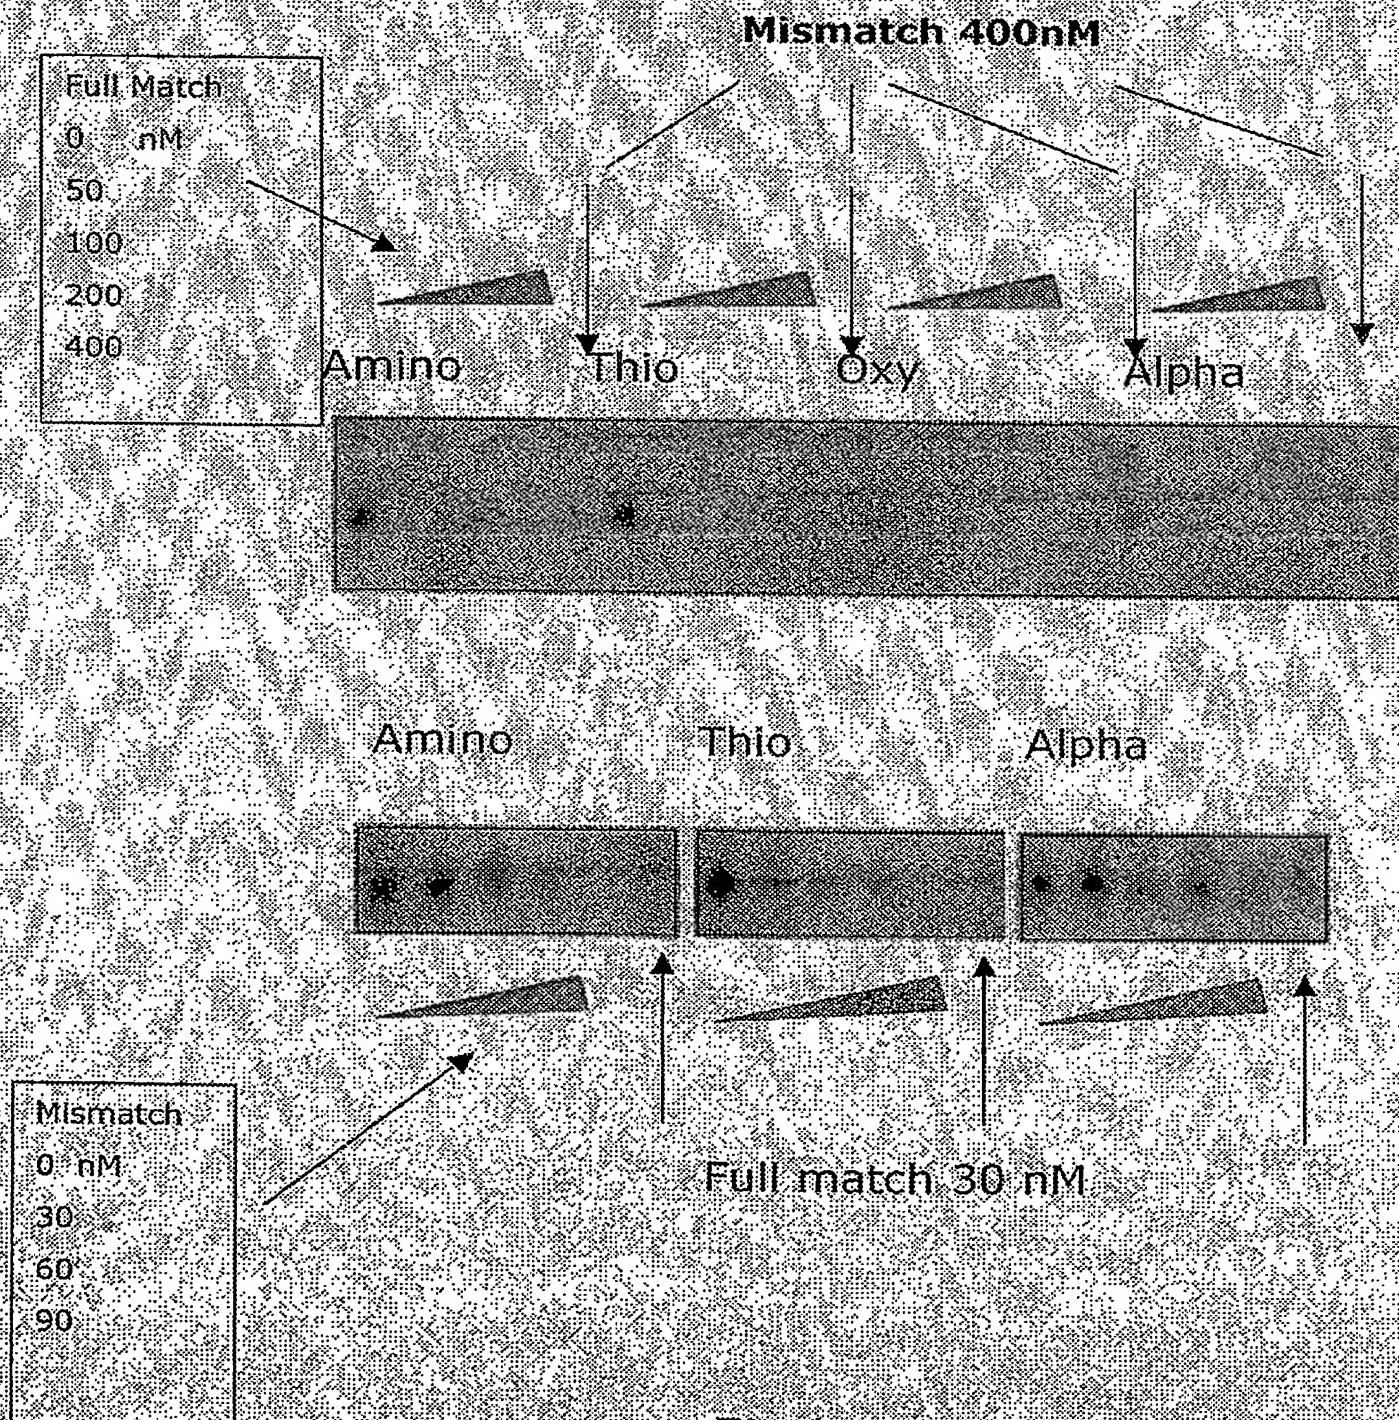 Mismatch 400nM
Full Match
0 nM
50
100
200
400
Amino Thio Oxy Alpha
Amino Thio Alpha
Full match 30 nM
Mismatch
0 nM
30
60
90